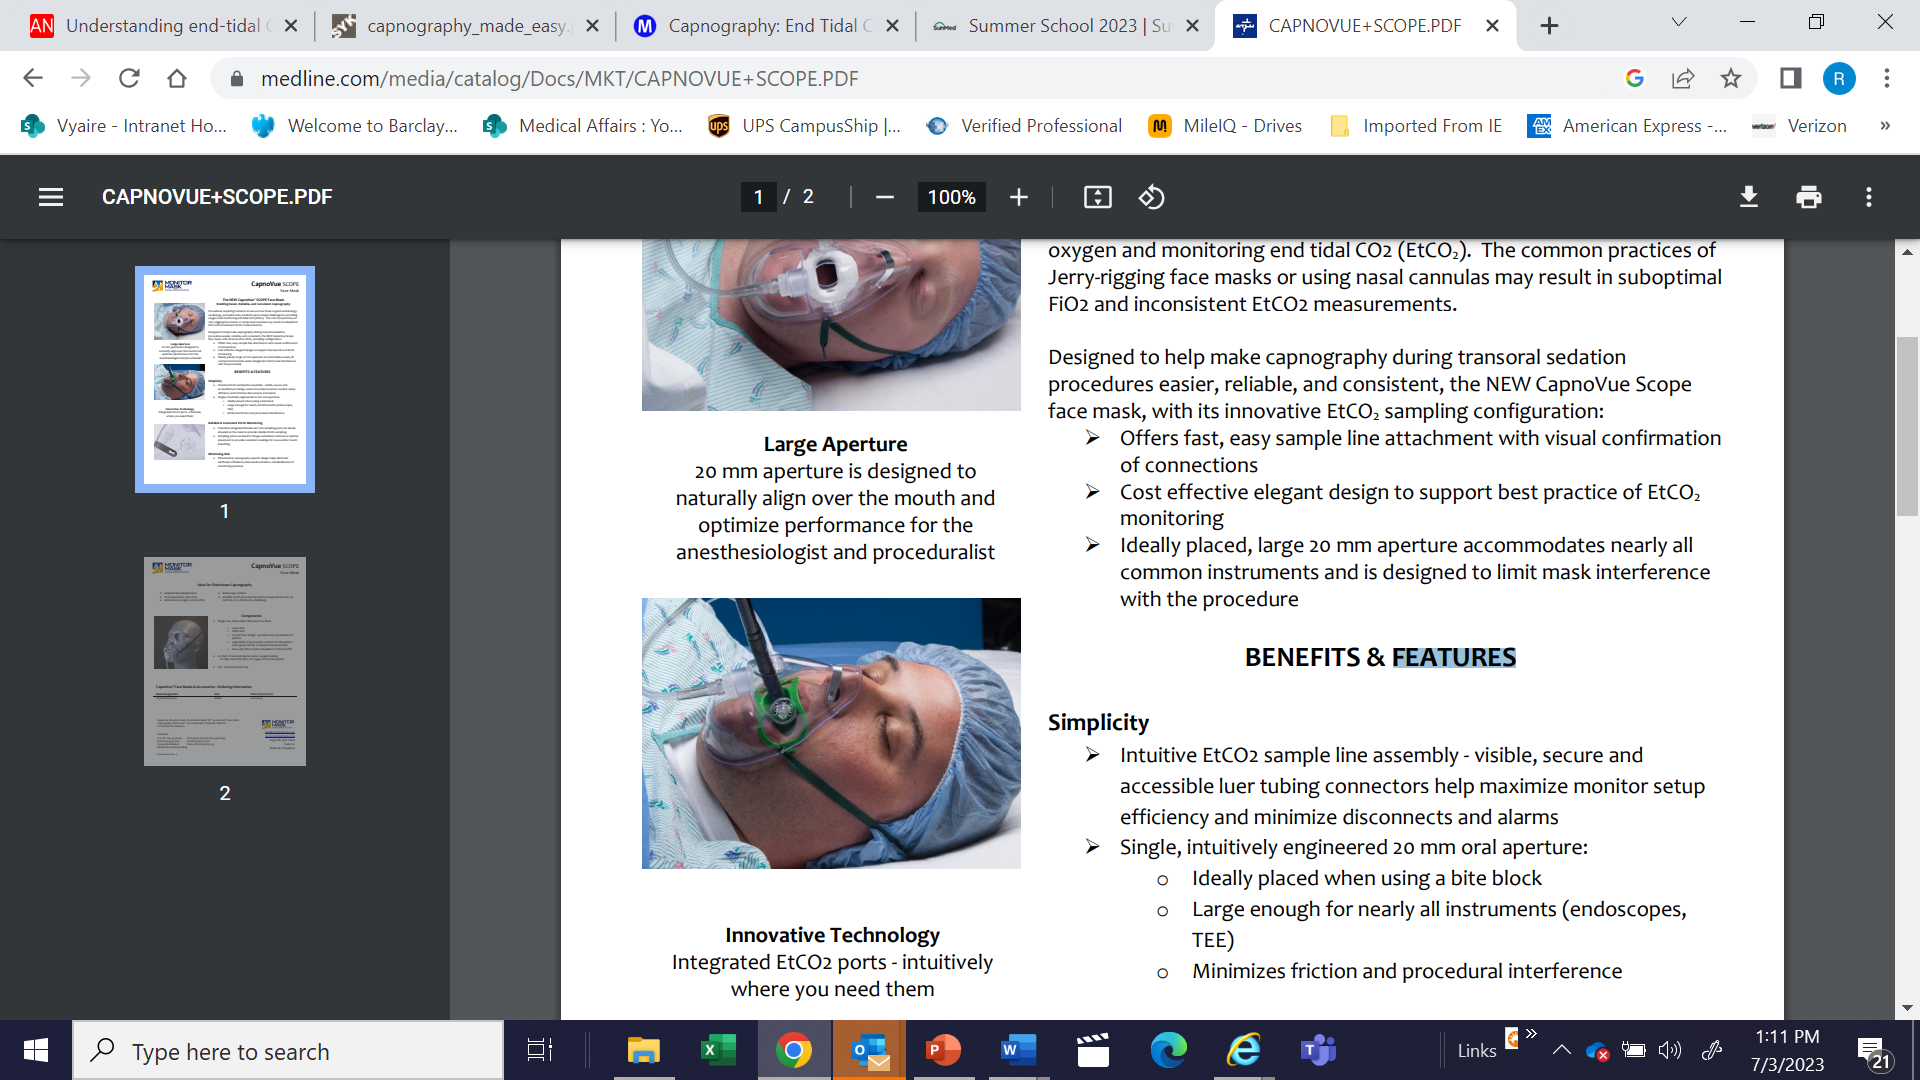 Understanding end-tidal
capnography_made_easy.
Capnography: End Tidal C
Summer School 2023 | Su
CAPNOVUE+SCOPE.PDF
medline.com/media/catalog/Docs/MKT/CAPNOVUE+SCOPE.PDF
R
Vyaire - Intranet Ho...
Welcome to Barclay...
Medical Affairs : Yo...
UPS CampusShip |...
Verified Professional
MileIQ - Drives
Imported From IE
American Express -...
Verizon
»
CAPNOVUE+SCOPE.PDF
1 / 2
100%
MONITOR MASK
CapnoVue SCOPE
Face Mask
1
2
oxygen and monitoring end tidal CO2 (EtCO₂). The common practices of
Jerry-rigging face masks or using nasal cannulas may result in suboptimal
FiO2 and inconsistent EtCO2 measurements.
Designed to help make capnography during transoral sedation
procedures easier, reliable, and consistent, the NEW CapnoVue Scope
face mask, with its innovative EtCO₂ sampling configuration:
➢ Offers fast, easy sample line attachment with visual confirmation
of connections
➢ Cost effective elegant design to support best practice of EtCO₂
monitoring
➢ Ideally placed, large 20 mm aperture accommodates nearly all
common instruments and is designed to limit mask interference
with the procedure
Large Aperture
20 mm aperture is designed to
naturally align over the mouth and
optimize performance for the
anesthesiologist and proceduralist
BENEFITS & FEATURES
Simplicity
➢ Intuitive EtCO2 sample line assembly - visible, secure and
accessible luer tubing connectors help maximize monitor setup
efficiency and minimize disconnects and alarms
➢ Single, intuitively engineered 20 mm oral aperture:
o Ideally placed when using a bite block
o Large enough for nearly all instruments (endoscopes,
TEE)
o Minimizes friction and procedural interference
Innovative Technology
Integrated EtCO2 ports - intuitively
where you need them
Type here to search
Links
»
1:11 PM
7/3/2023
21